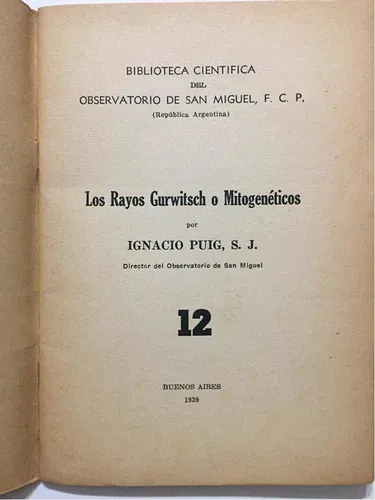 BIBLIOTECA CIENTIFICA
DEL
OBSERVATORIO DE SAN MIGUEL, F. C. P.
(República Argentina)
Los Rayos Gurwitsch o Mitogenéticos
por
IGNACIO PUIG, S. J.
Director del Observatorio de San Miguel
12
BUENOS AIRES
1939